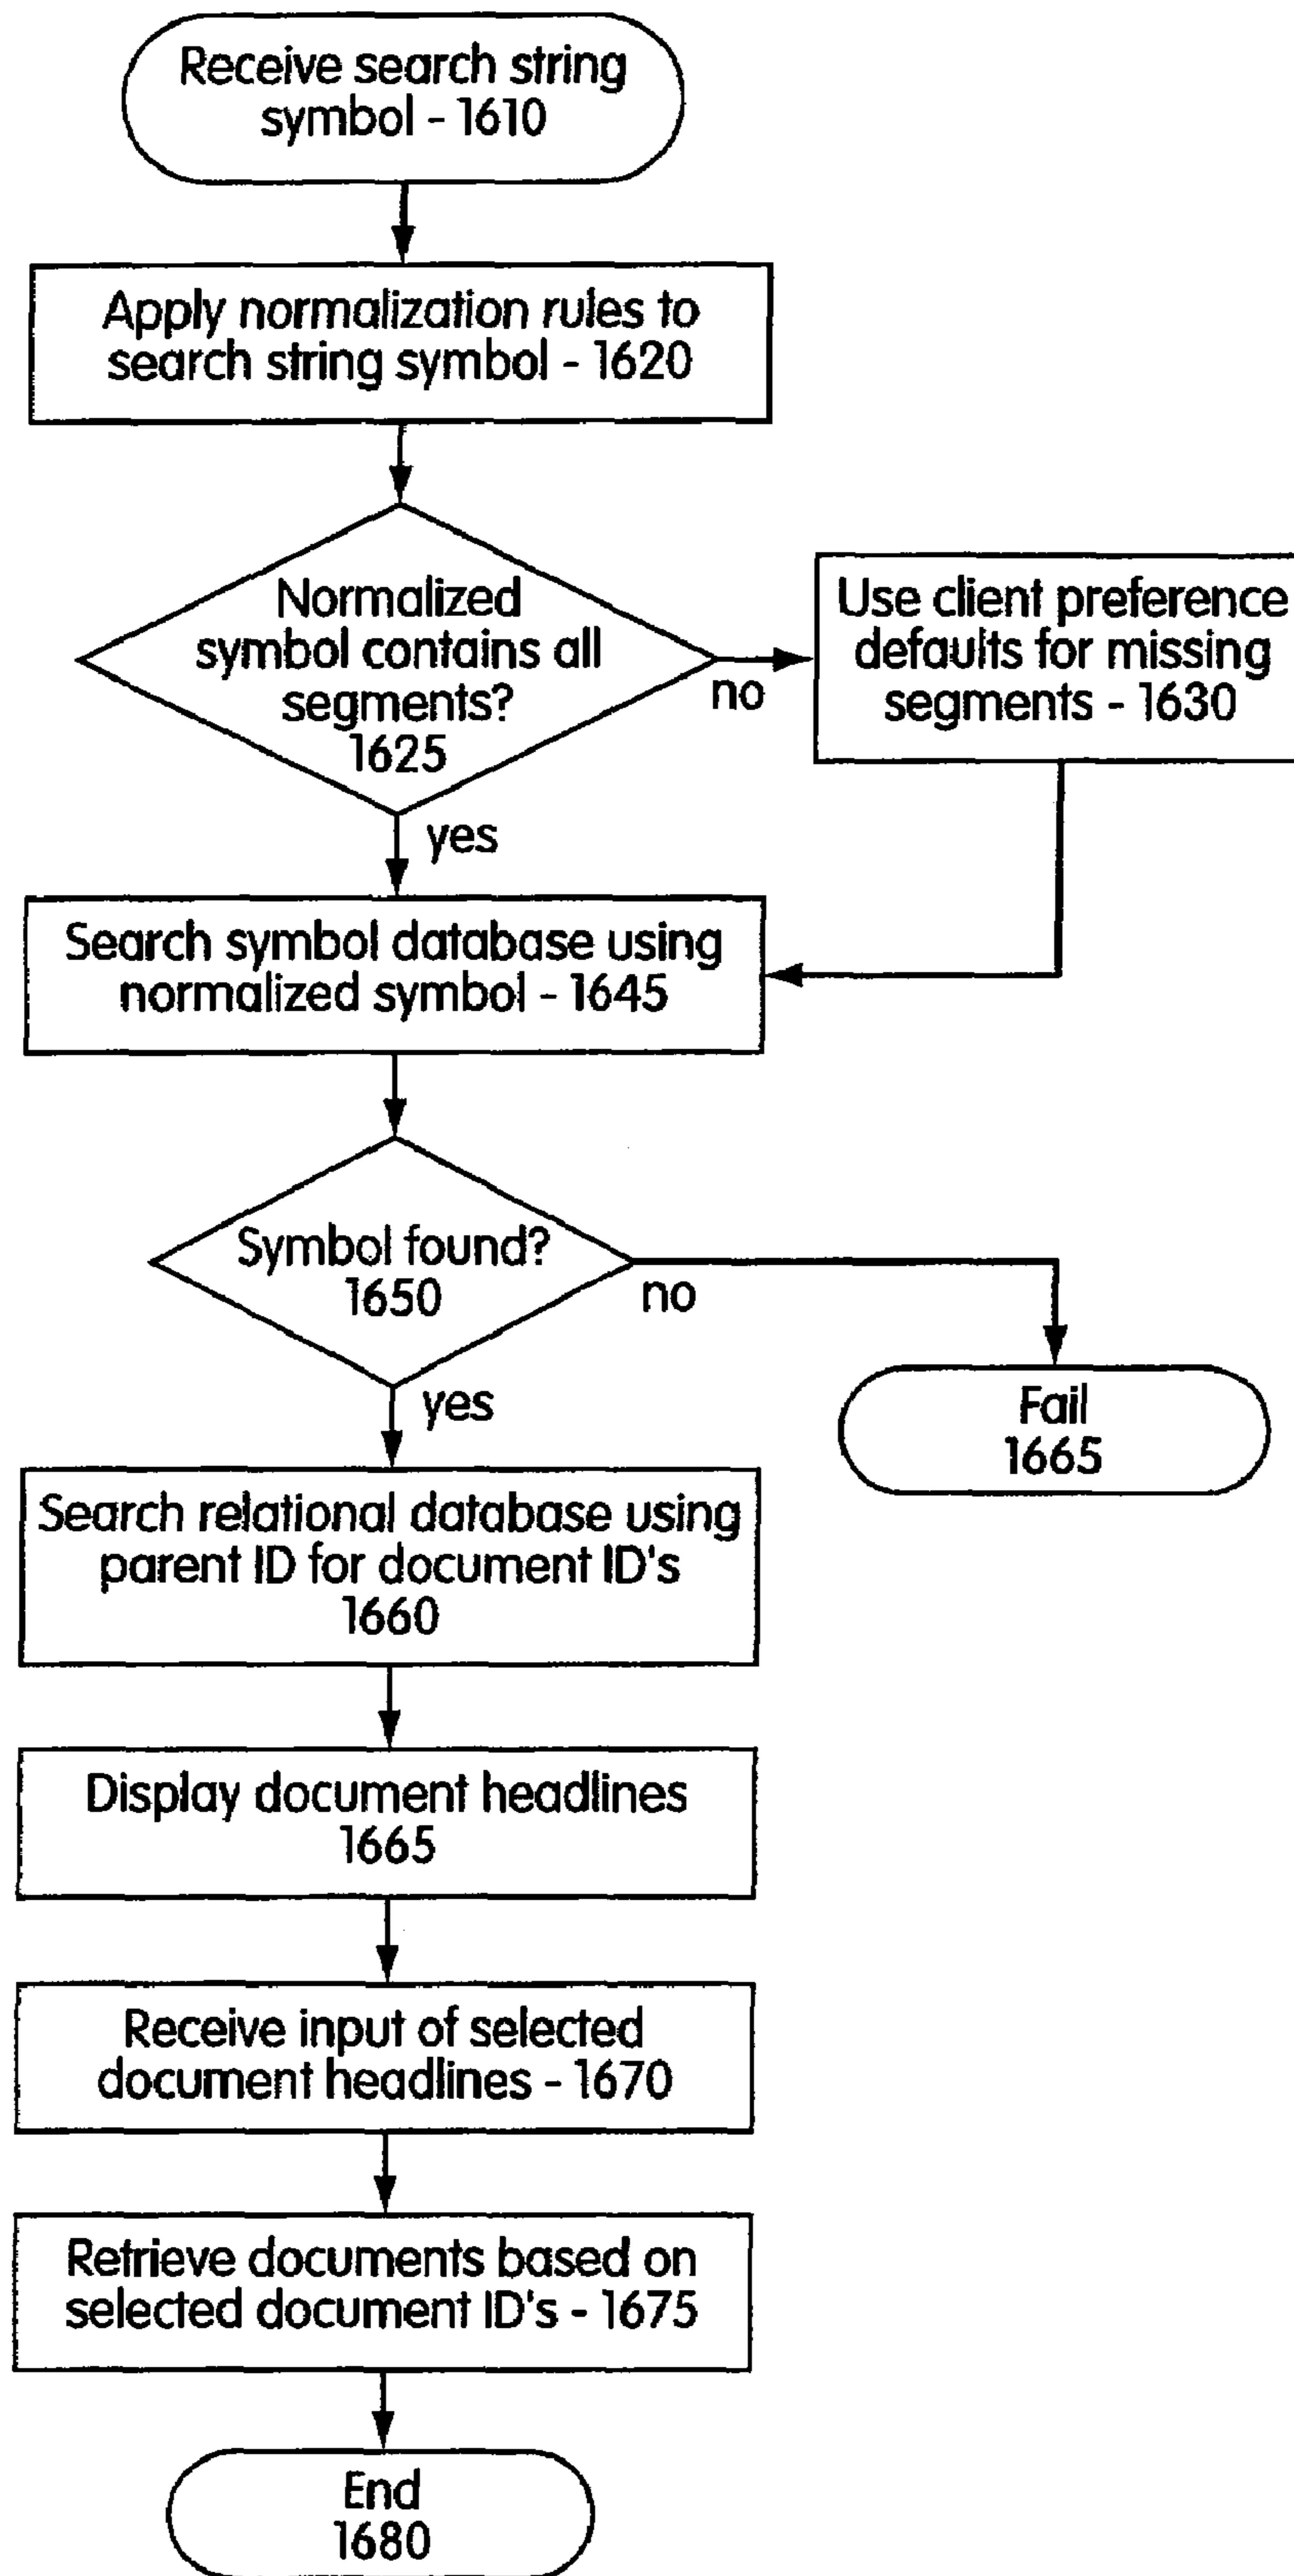 Receive search string
symbol - 1610
Apply normalization rules to
search string symbol - 1620
Normalized
symbol contains all
segments?
1625
no
Use client preference
defaults for missing
segments - 1630
yes
Search symbol database using
normalized symbol - 1645
Symbol found?
1650
no
Fail
1665
yes
Search relational database using
parent ID for document ID's
1660
Display document headlines
1665
Receive input of selected
document headlines - 1670
Retrieve documents based on
selected document ID's - 1675
End
1680